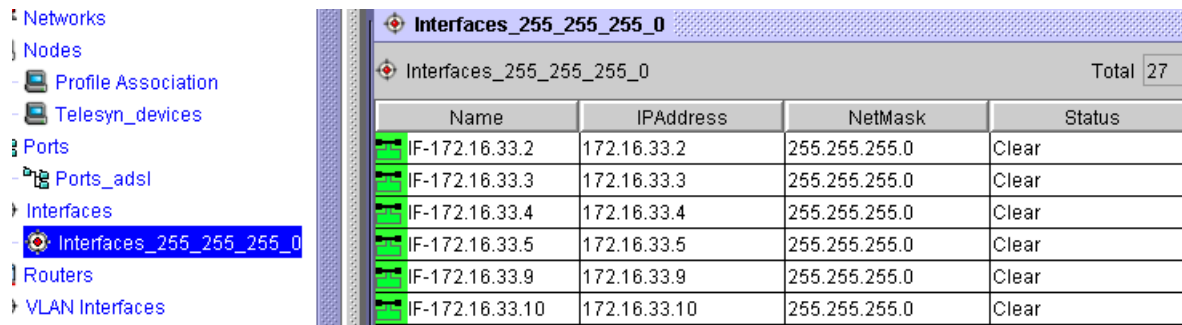 Networks
Nodes
Profile Association
Telesyn_devices
Ports
Ports_adsl
Interfaces
Interfaces_255_255_255_0
Routers
VLAN Interfaces
Interfaces_255_255_255_0
Interfaces_255_255_255_0 Total 27
Name IPAddress NetMask Status
IF-172.16.33.2 172.16.33.2 255.255.255.0 Clear
IF-172.16.33.3 172.16.33.3 255.255.255.0 Clear
IF-172.16.33.4 172.16.33.4 255.255.255.0 Clear
IF-172.16.33.5 172.16.33.5 255.255.255.0 Clear
IF-172.16.33.9 172.16.33.9 255.255.255.0 Clear
IF-172.16.33.10 172.16.33.10 255.255.255.0 Clear